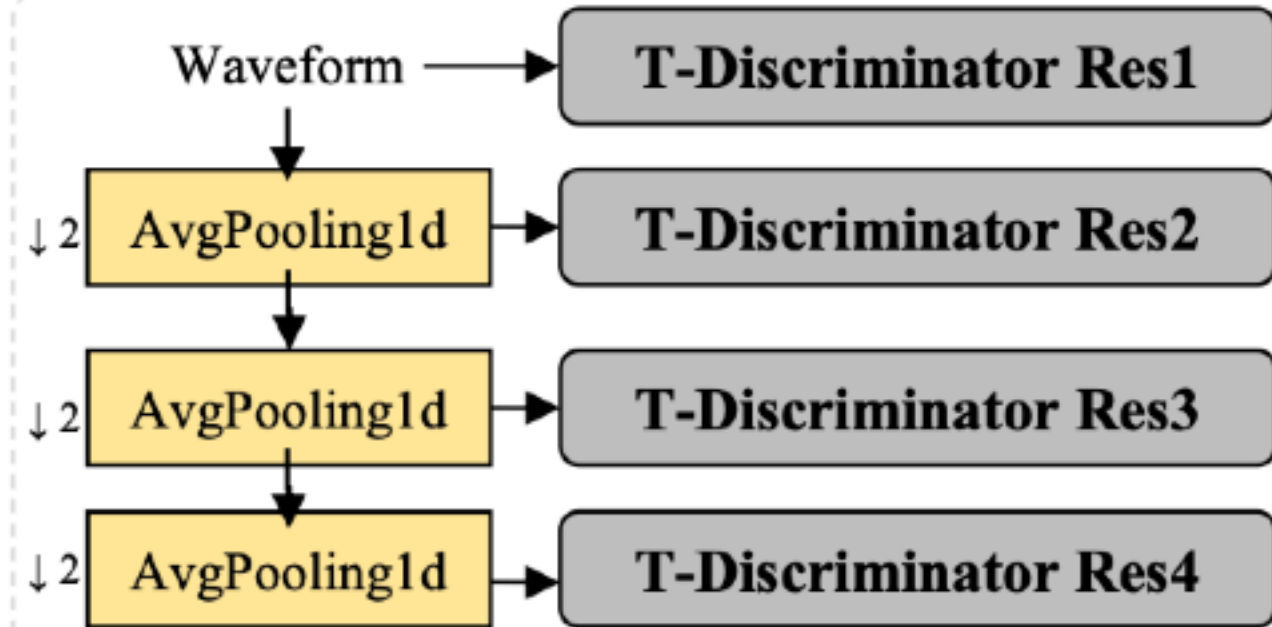 Waveform T-Discriminator Res1
↓2 AvgPooling1d T-Discriminator Res2
↓2 AvgPooling1d T-Discriminator Res3
↓2 AvgPooling1d T-Discriminator Res4